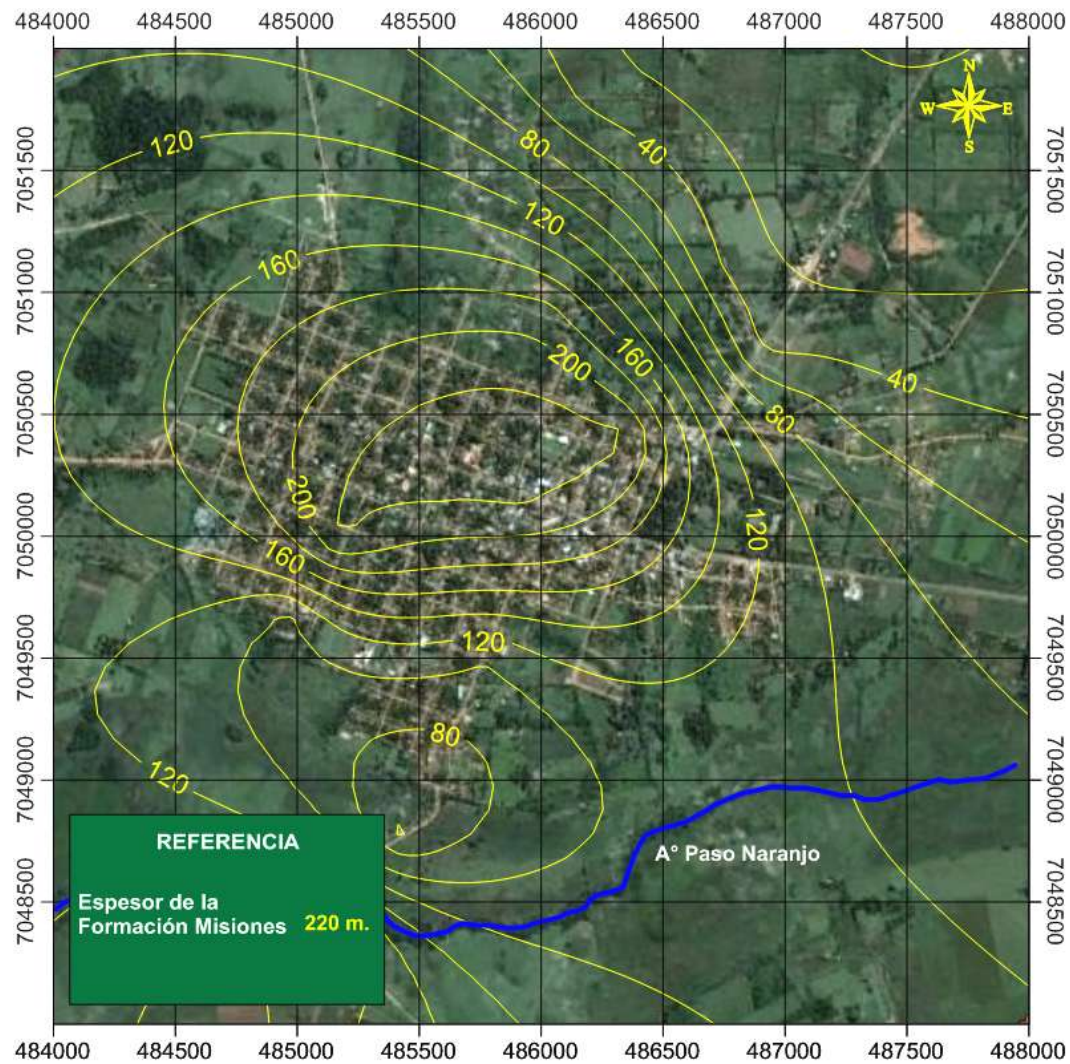 484000 484500 485000 485500 486000 486500 487000 487500 488000
N
W E
S
40
80
120
7051500 7051500
120
160
7051000 7051000
160
200
40
7050500 80 7050500
200
120
7050000 7050000
160
120
7049500 7049500
80
120
7049000 7049000
REFERENCIA
A° Paso Naranjo
Espesor de la
Formación Misiones 220 m.
7048500 7048500
484000 484500 485000 485500 486000 486500 487000 487500 488000